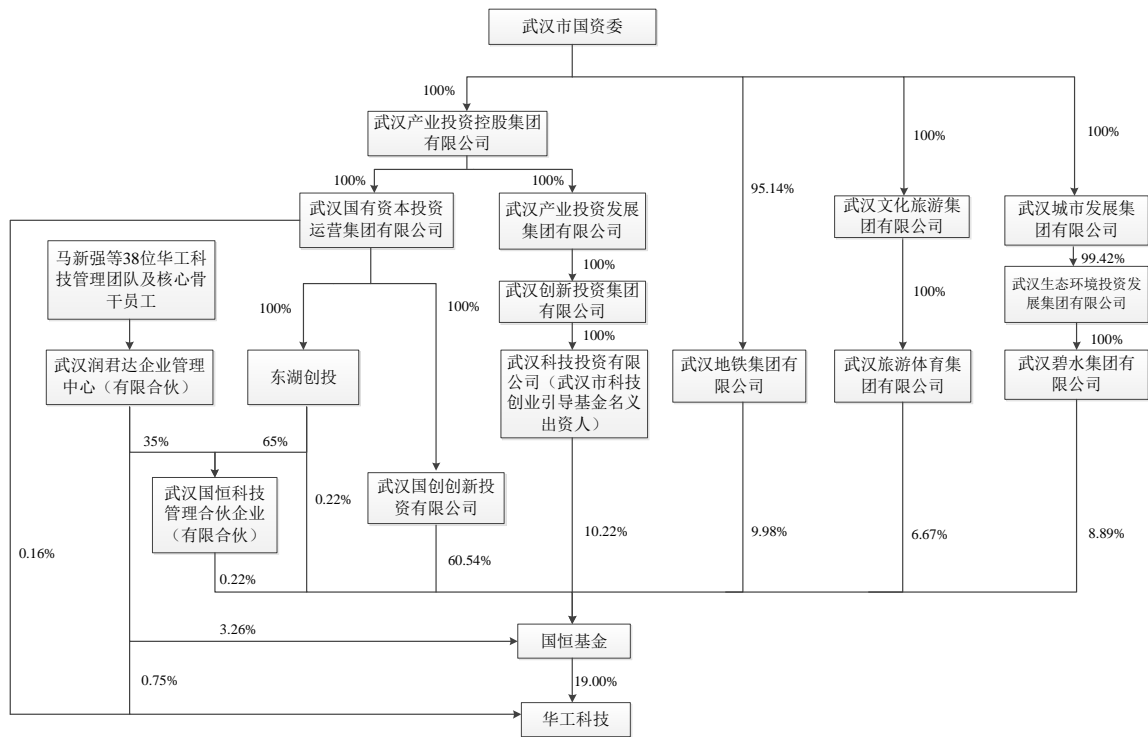 武汉市国资委
100%
武汉产业投资控股集团
有限公司
100%
100%
100%
100%
95.14%
武汉国有资本投资
运营集团有限公司
武汉产业投资发展
集团有限公司
武汉文化旅游集
团有限公司
武汉城市发展集
团有限公司
马新强等38位华工科
技管理团队及核心骨
干员工
100%
99.42%
武汉创新投资集团
有限公司
武汉生态环境投资发
展集团有限公司
100%
100%
100%
100%
100%
武汉润君达企业管理
中心（有限合伙）
东湖创投
武汉科技投资有限
公司（武汉市科技
创业引导基金名义
出资人）
武汉地铁集团有
限公司
武汉旅游体育集
团有限公司
武汉碧水集团有
限公司
35%
65%
武汉国恒科技
管理合伙企业
（有限合伙）
0.22%
武汉国创创新投
资有限公司
0.16%
0.22%
60.54%
10.22%
9.98%
6.67%
8.89%
3.26%
国恒基金
0.75%
19.00%
华工科技